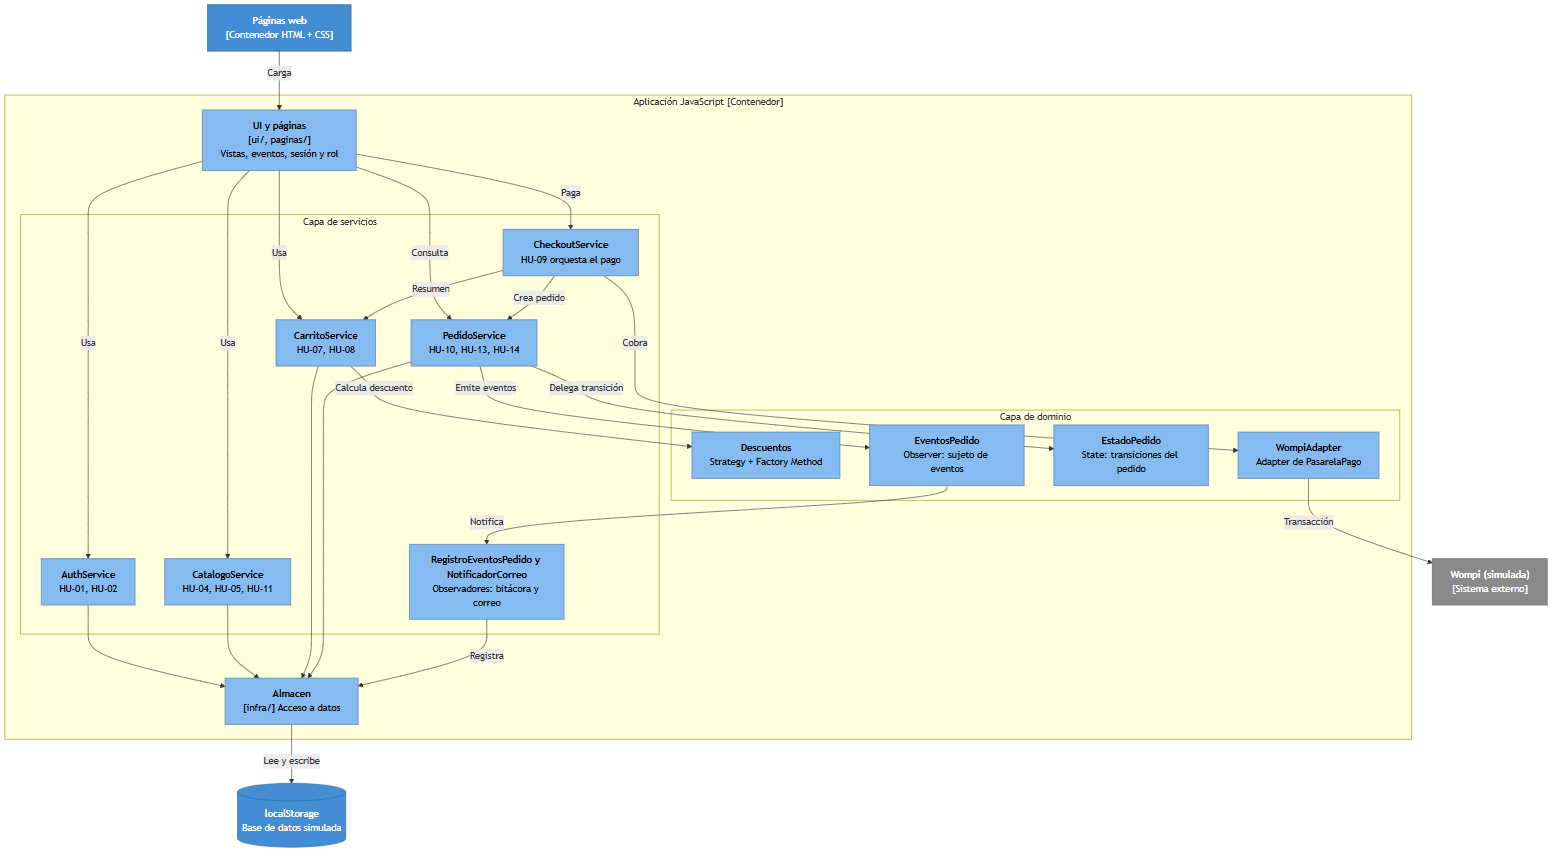 Páginas web
[Contenedor HTML + CSS]
Carga
Aplicación JavaScript [Contenedor]
UI y páginas
[ui/, paginas/]
Vistas, eventos, sesión y rol
Paga
Capa de servicios
CheckoutService
HU-09 orquesta el pago
Usa
Consulta
Resumen
Crea pedido
CarritoService
HU-07, HU-08
PedidoService
HU-10, HU-13, HU-14
Usa
Usa
Cobra
Calcula descuento
Emite eventos
Delega transición
Capa de dominio
Descuentos
Strategy + Factory Method
EventosPedido
Observer: sujeto de
eventos
EstadoPedido
State: transiciones del
pedido
WompiAdapter
Adapter de PasarelaPago
Notifica
Transacción
AuthService
HU-01, HU-02
CatalogoService
HU-04, HU-05, HU-11
RegistroEventosPedido y
NotificadorCorreo
Observadores: bitácora y
correo
Wompi (simulada)
[Sistema externo]
Registra
Almacen
[infra/] Acceso a datos
Lee y escribe
localStorage
Base de datos simulada